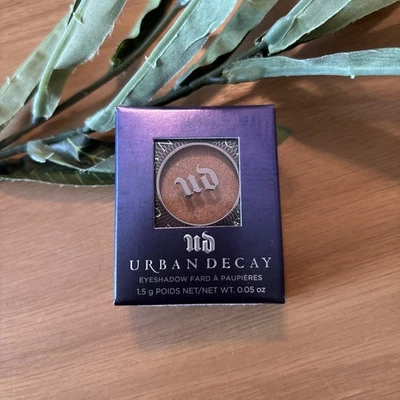 UD
UD
URBAN DECAY
EYESHADOW FARD À PAUPIÈRES
1.5 g POIDS NET/NET WT. 0.05 oz